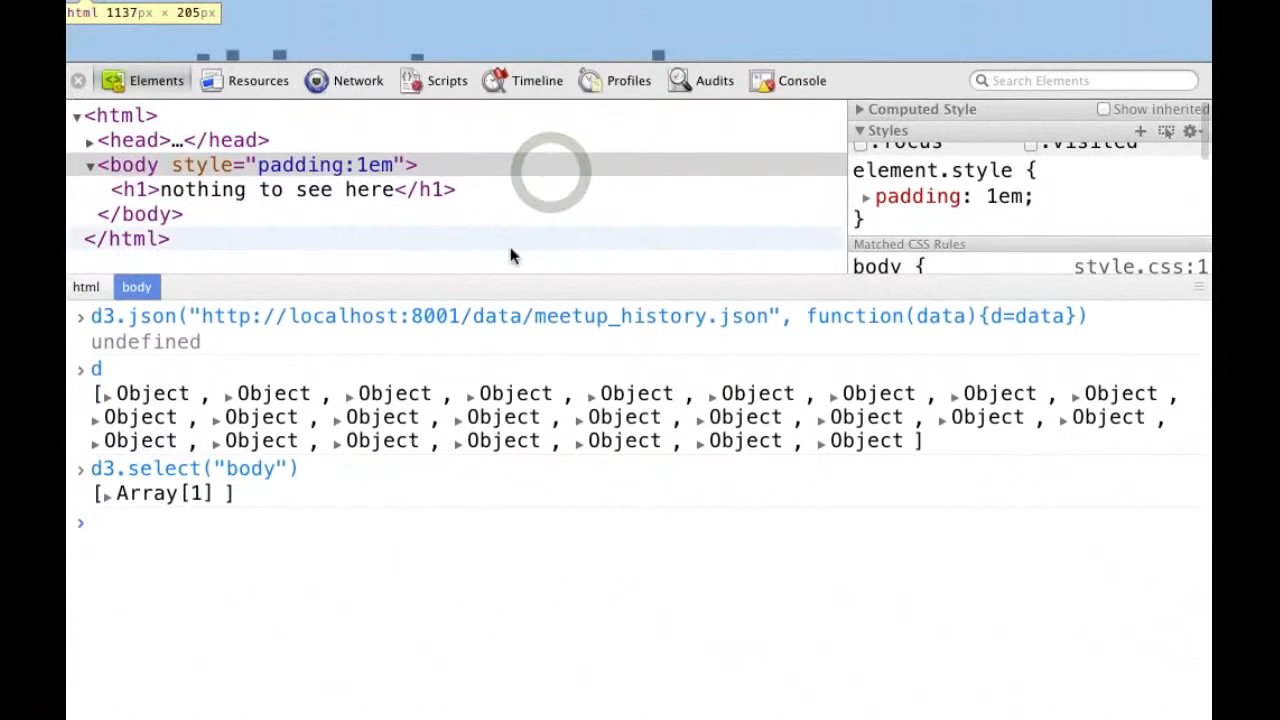 html 1137px × 205px
Elements Resources Network Scripts Timeline Profiles Audits Console Search Elements
<html>
<head>…</head>
<body style="padding:1em">
<h1>nothing to see here</h1>
</body>
</html>
Computed Style Show inherited
Styles
:focus :visited
element.style {
padding: 1em;
}
Matched CSS Rules
body { style.css:1
html body
d3.json("http://localhost:8001/data/meetup_history.json", function(data){d=data})
undefined
d
[ Object , Object , Object , Object , Object , Object , Object , Object , Object ,
Object , Object , Object , Object , Object , Object , Object , Object , Object ,
Object , Object , Object , Object , Object , Object , Object ]
d3.select("body")
[ Array[1] ]